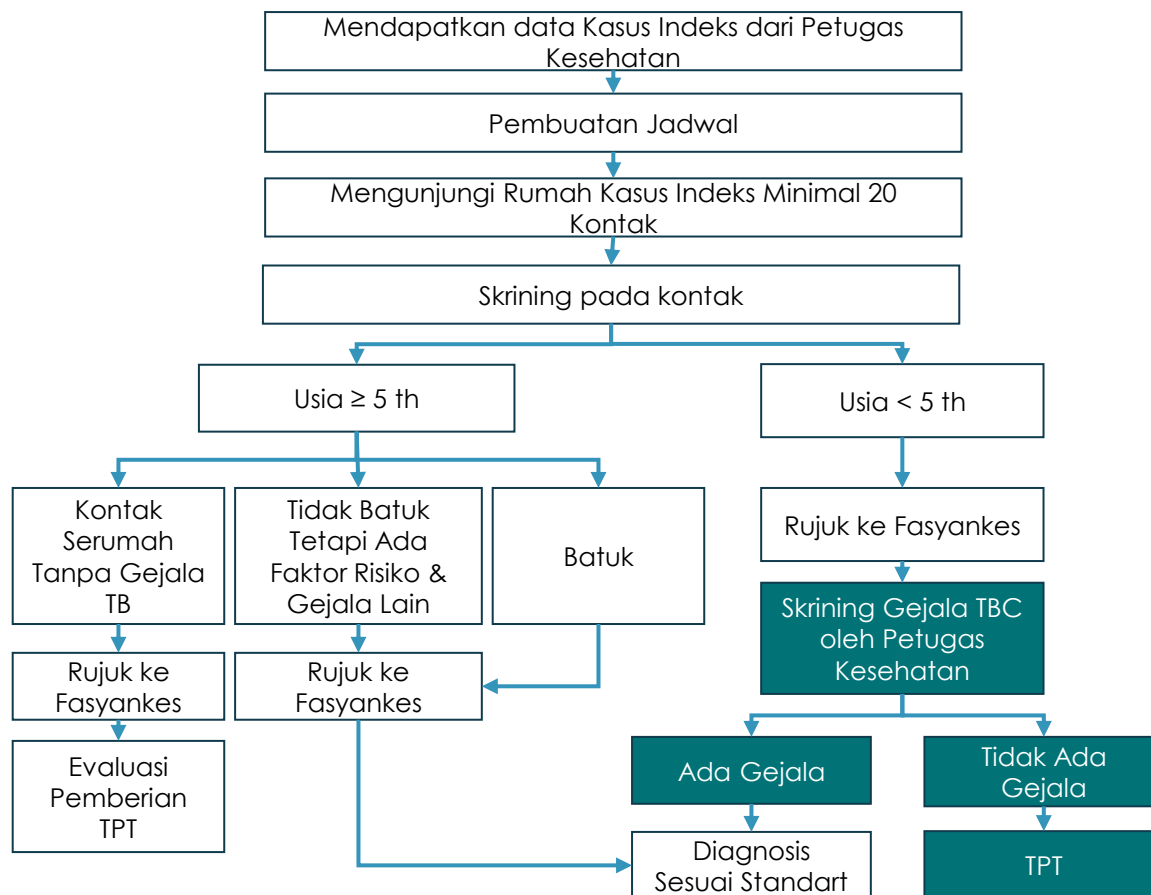 Mendapatkan data Kasus Indeks dari Petugas
Kesehatan
Pembuatan Jadwal
Mengunjungi Rumah Kasus Indeks Minimal 20
Kontak
Skrining pada kontak
Usia ≥ 5 th
Usia < 5 th
Kontak
Serumah
Tanpa Gejala
TB
Tidak Batuk
Tetapi Ada
Faktor Risiko &
Gejala Lain
Batuk
Rujuk ke Fasyankes
Skrining Gejala TBC
oleh Petugas
Kesehatan
Rujuk ke
Fasyankes
Rujuk ke
Fasyankes
Evaluasi
Pemberian
TPT
Ada Gejala
Tidak Ada
Gejala
Diagnosis
Sesuai Standart
TPT